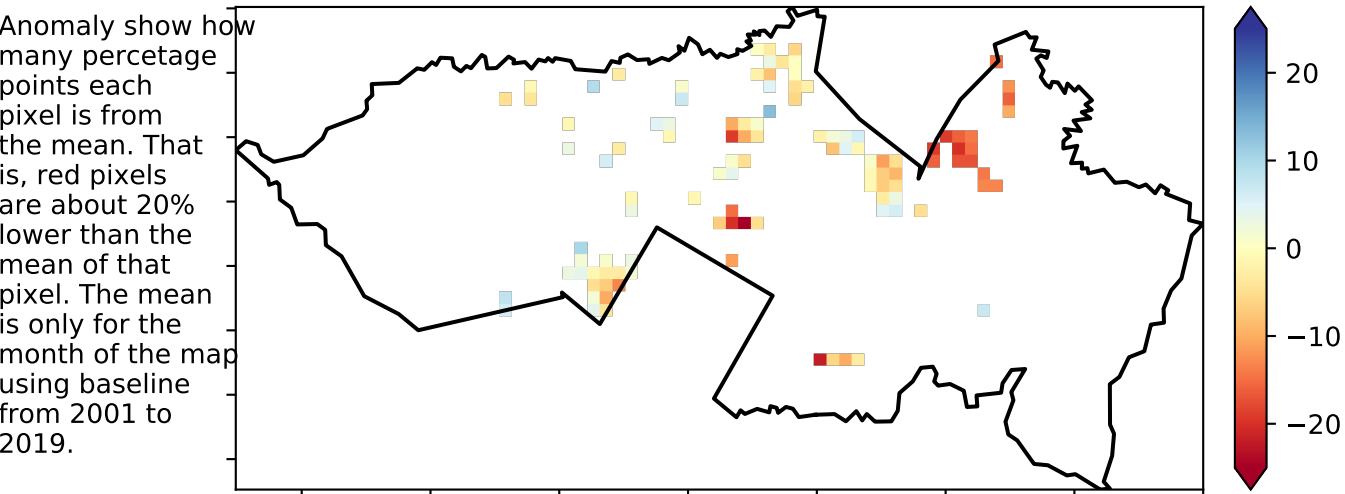 Anomaly show how
many percetage
points each
pixel is from
the mean. That
is, red pixels
are about 20%
lower than the
mean of that
pixel. The mean
is only for the
month of the map
using baseline
from 2001 to
2019.
20
10
0
−10
−20